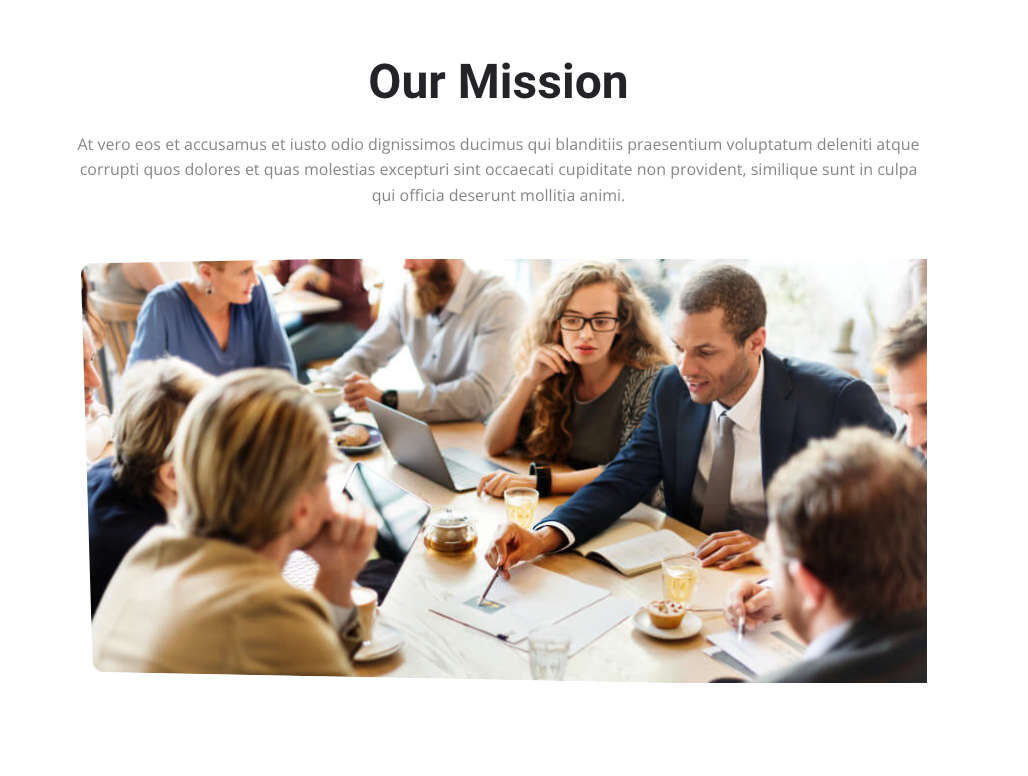 Our Mission
At vero eos et accusamus et iusto odio dignissimos ducimus qui blanditiis praesentium voluptatum deleniti atque
corrupti quos dolores et quas molestias excepturi sint occaecati cupiditate non provident, similique sunt in culpa
qui officia deserunt mollitia animi.